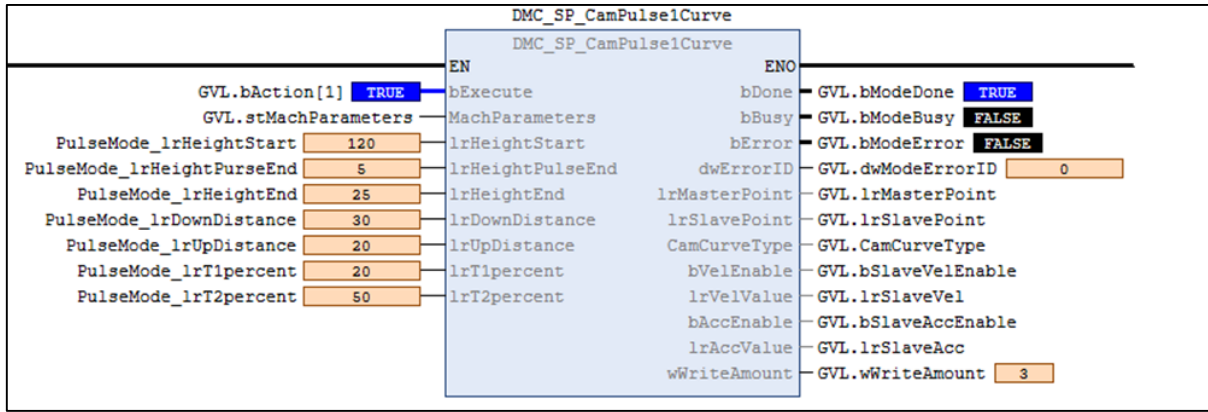 DMC_SP_CamPulse1Curve
DMC_SP_CamPulse1Curve
EN ENO
GVL.bAction[1] TRUE bExecute bDone GVL.bModeDone TRUE
GVL.stMachParameters MachParameters bBusy GVL.bModeBusy FALSE
PulseMode_lrHeightStart 120 lrHeightStart bError GVL.bModeError FALSE
PulseMode_lrHeightPurseEnd 5 lrHeightPulseEnd dwErrorID GVL.dwModeErrorID 0
PulseMode_lrHeightEnd 25 lrHeightEnd lrMasterPoint GVL.lrMasterPoint
PulseMode_lrDownDistance 30 lrDownDistance lrSlavePoint GVL.lrSlavePoint
PulseMode_lrUpDistance 20 lrUpDistance CamCurveType GVL.CamCurveType
PulseMode_lrT1percent 20 lrT1percent bVelEnable GVL.bSlaveVelEnable
PulseMode_lrT2percent 50 lrT2percent lrVelValue GVL.lrSlaveVel
bAccEnable GVL.bSlaveAccEnable
lrAccValue GVL.lrSlaveAcc
wWriteAmount GVL.wWriteAmount 3